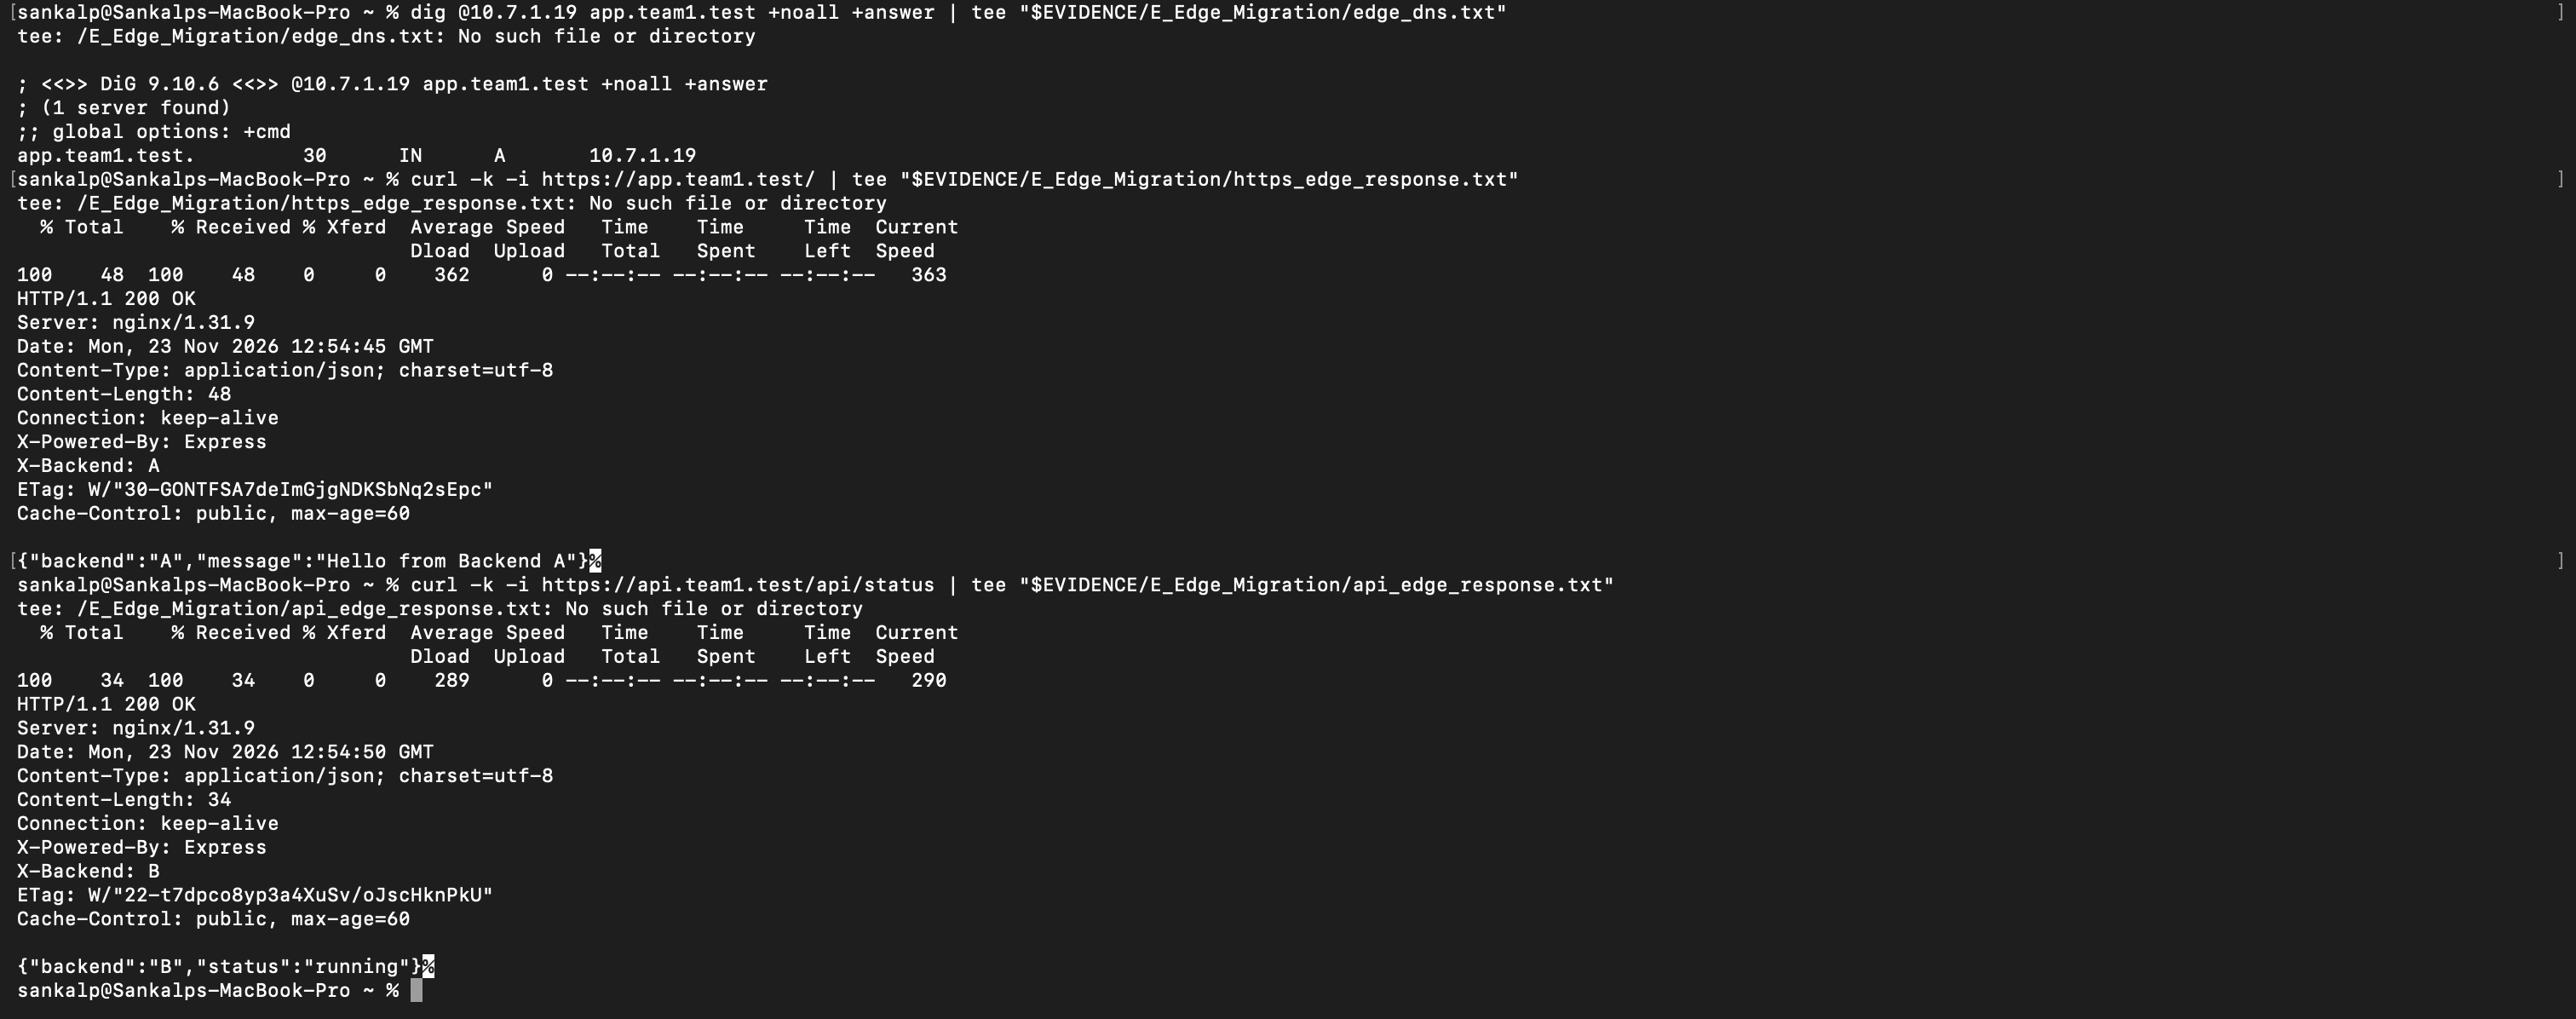 [sankalp@Sankalps-MacBook-Pro ~ % dig @10.7.1.19 app.team1.test +noall +answer | tee "$EVIDENCE/E_Edge_Migration/edge_dns.txt" ]
tee: /E_Edge_Migration/edge_dns.txt: No such file or directory

; <<>> DiG 9.10.6 <<>> @10.7.1.19 app.team1.test +noall +answer
; (1 server found)
;; global options: +cmd
app.team1.test.         30      IN      A       10.7.1.19
[sankalp@Sankalps-MacBook-Pro ~ % curl -k -i https://app.team1.test/ | tee "$EVIDENCE/E_Edge_Migration/https_edge_response.txt" ]
tee: /E_Edge_Migration/https_edge_response.txt: No such file or directory
  % Total    % Received % Xferd  Average Speed   Time    Time     Time  Current
                                 Dload  Upload   Total   Spent    Left  Speed
100    48  100    48    0     0    362      0 --:--:-- --:--:-- --:--:--   363
HTTP/1.1 200 OK
Server: nginx/1.31.9
Date: Mon, 23 Nov 2026 12:54:45 GMT
Content-Type: application/json; charset=utf-8
Content-Length: 48
Connection: keep-alive
X-Powered-By: Express
X-Backend: A
ETag: W/"30-GONTFSA7deImGjgNDKSbNq2sEpc"
Cache-Control: public, max-age=60

[{"backend":"A","message":"Hello from Backend A"}% ]
sankalp@Sankalps-MacBook-Pro ~ % curl -k -i https://api.team1.test/api/status | tee "$EVIDENCE/E_Edge_Migration/api_edge_response.txt"
tee: /E_Edge_Migration/api_edge_response.txt: No such file or directory
  % Total    % Received % Xferd  Average Speed   Time    Time     Time  Current
                                 Dload  Upload   Total   Spent    Left  Speed
100    34  100    34    0     0    289      0 --:--:-- --:--:-- --:--:--   290
HTTP/1.1 200 OK
Server: nginx/1.31.9
Date: Mon, 23 Nov 2026 12:54:50 GMT
Content-Type: application/json; charset=utf-8
Content-Length: 34
Connection: keep-alive
X-Powered-By: Express
X-Backend: B
ETag: W/"22-t7dpco8yp3a4XuSv/oJscHknPkU"
Cache-Control: public, max-age=60

{"backend":"B","status":"running"}%
sankalp@Sankalps-MacBook-Pro ~ %